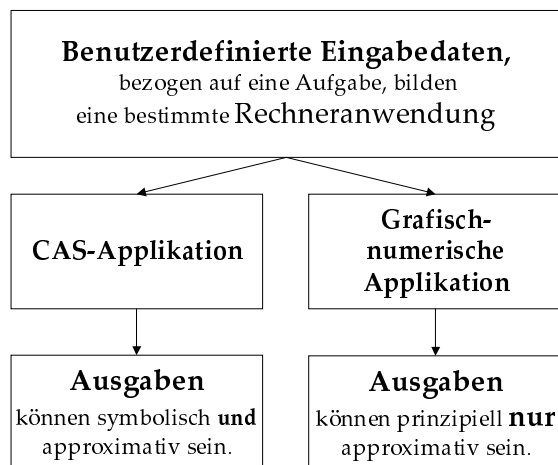 Benutzerdefinierte Eingabedaten,
bezogen auf eine Aufgabe, bilden
eine bestimmte Rechneranwendung
CAS-Applikation
Grafisch-
numerische
Applikation
Ausgaben
können symbolisch und
approximativ sein.
Ausgaben
können prinzipiell nur
approximativ sein.